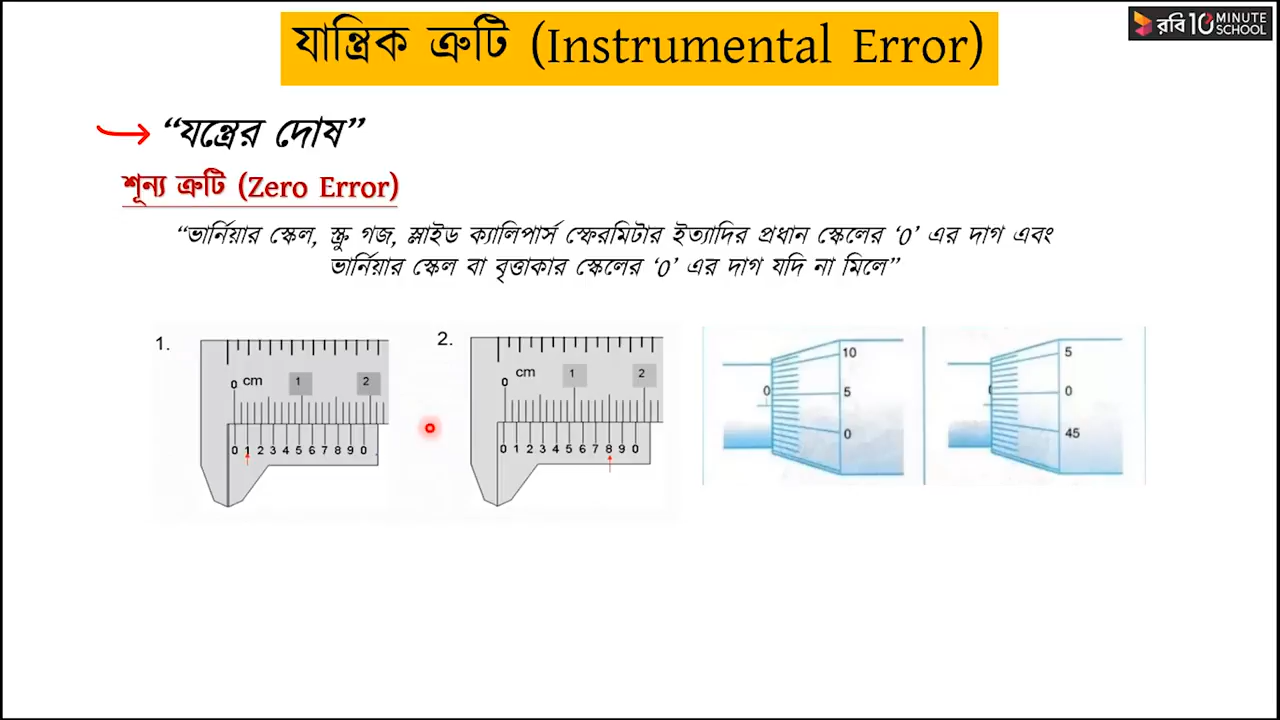 যান্ত্রিক ত্রুটি (Instrumental Error)
রবি 10 MINUTE SCHOOL
“যন্ত্রের দোষ”
শূন্য ত্রুটি (Zero Error)
“ভার্নিয়ার স্কেল, স্ক্রু গজ, স্লাইড ক্যালিপার্স স্ফেরমিটার ইত্যাদির প্রধান স্কেলের ‘0’ এর দাগ এবং
ভার্নিয়ার স্কেল বা বৃত্তাকার স্কেলের ‘0’ এর দাগ যদি না মিলে”
1.
0 cm 1 2
0 1 2 3 4 5 6 7 8 9 0
2.
0 cm 1 2
0 1 2 3 4 5 6 7 8 9 0
10
0 5
0
5
0 0
45